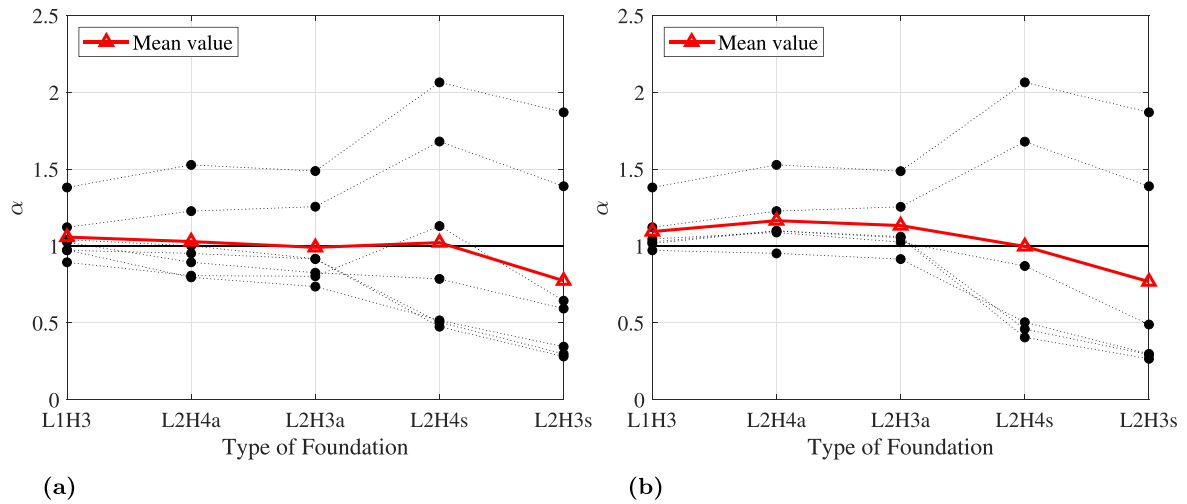 2.5
2
1.5
1
0.5
0
α
Mean value
L1H3 L2H4a L2H3a L2H4s L2H3s
Type of Foundation
(a)
2.5
2
1.5
1
0.5
0
α
Mean value
L1H3 L2H4a L2H3a L2H4s L2H3s
Type of Foundation
(b)